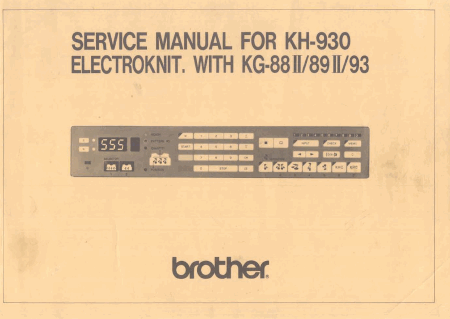 SERVICE MANUAL FOR KH-930
ELECTROKNIT. WITH KG-88II/89II/93
555
brother